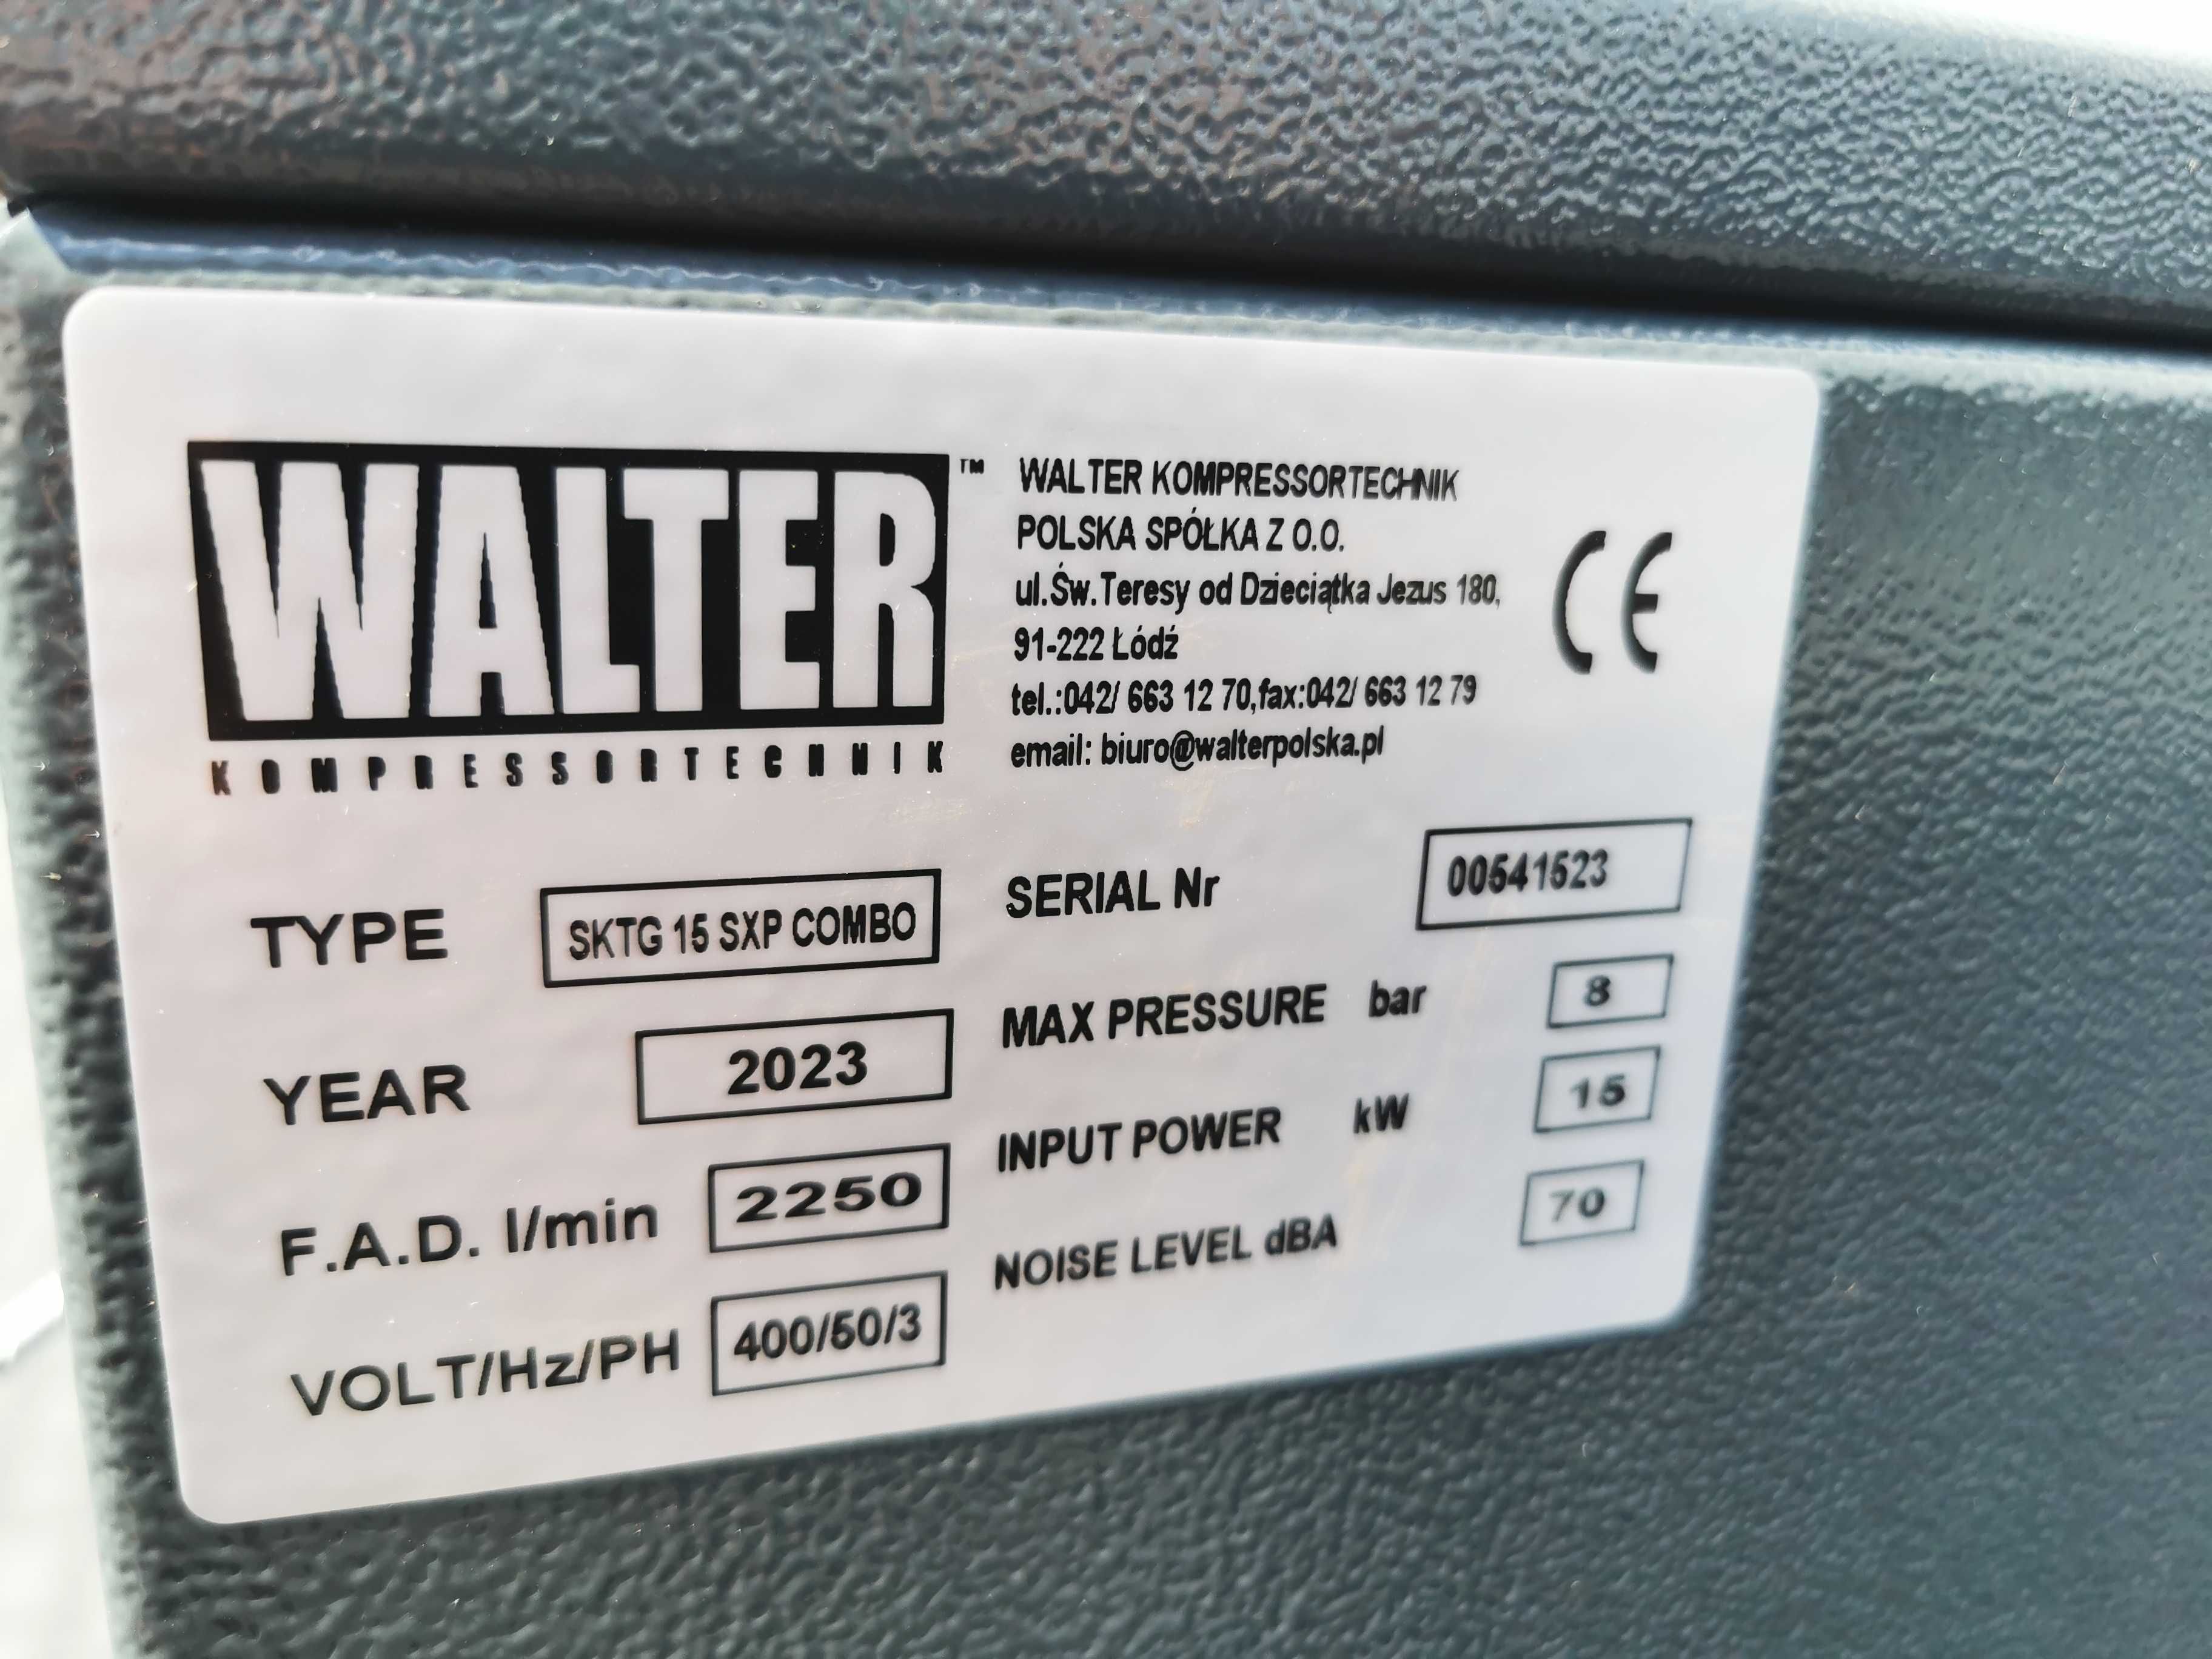 WALTER™
KOMPRESSORTECHNIK
WALTER KOMPRESSORTECHNIK
POLSKA SPÓŁKA Z O.O.
ul.Św.Teresy od Dzieciątka Jezus 180,
91-222 Łódź
tel.:042/ 663 12 70,fax:042/ 663 12 79
email: biuro@walterpolska.pl
CE
TYPE SKTG 15 SXP COMBO
YEAR 2023
F.A.D. l/min 2250
VOLT/Hz/PH 400/50/3
SERIAL Nr 00541523
MAX PRESSURE bar 8
INPUT POWER kW 15
NOISE LEVEL dBA 70